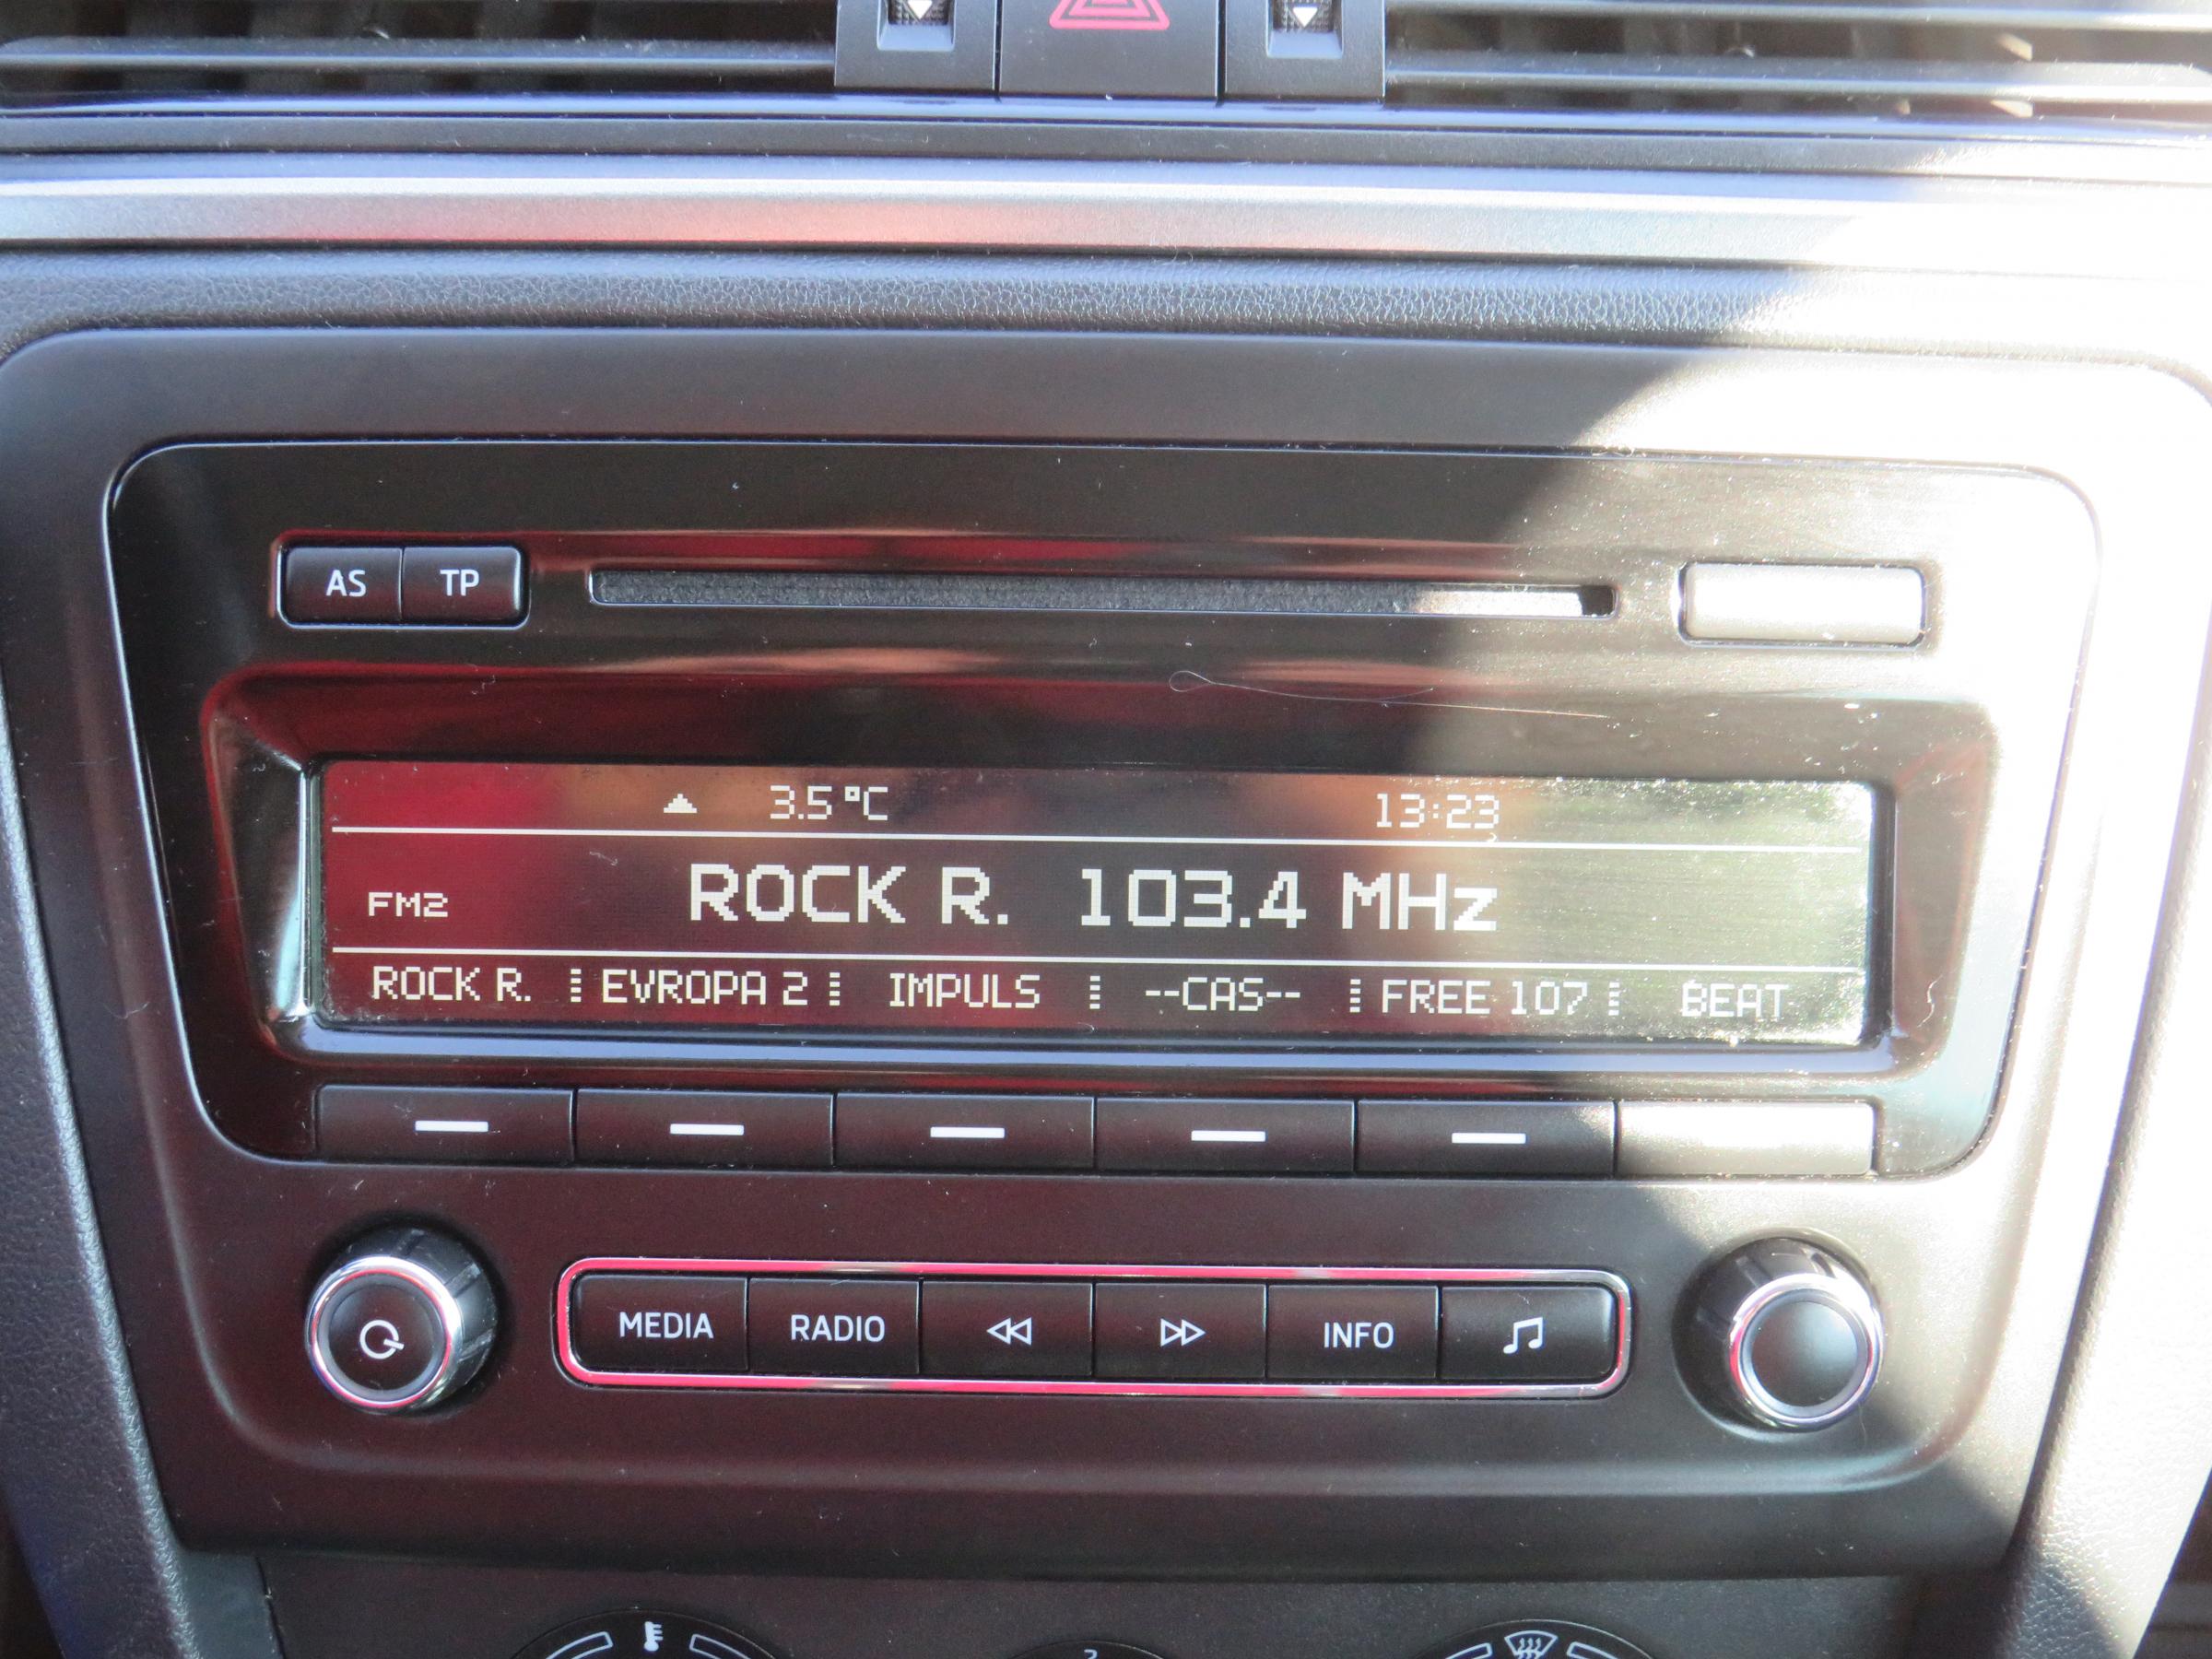 AS TP
3.5°C 13:23
FM2 ROCK R. 103.4 MHz
ROCK R. EVROPA 2 IMPULS --CAS-- FREE 107 BEAT
MEDIA RADIO INFO
2